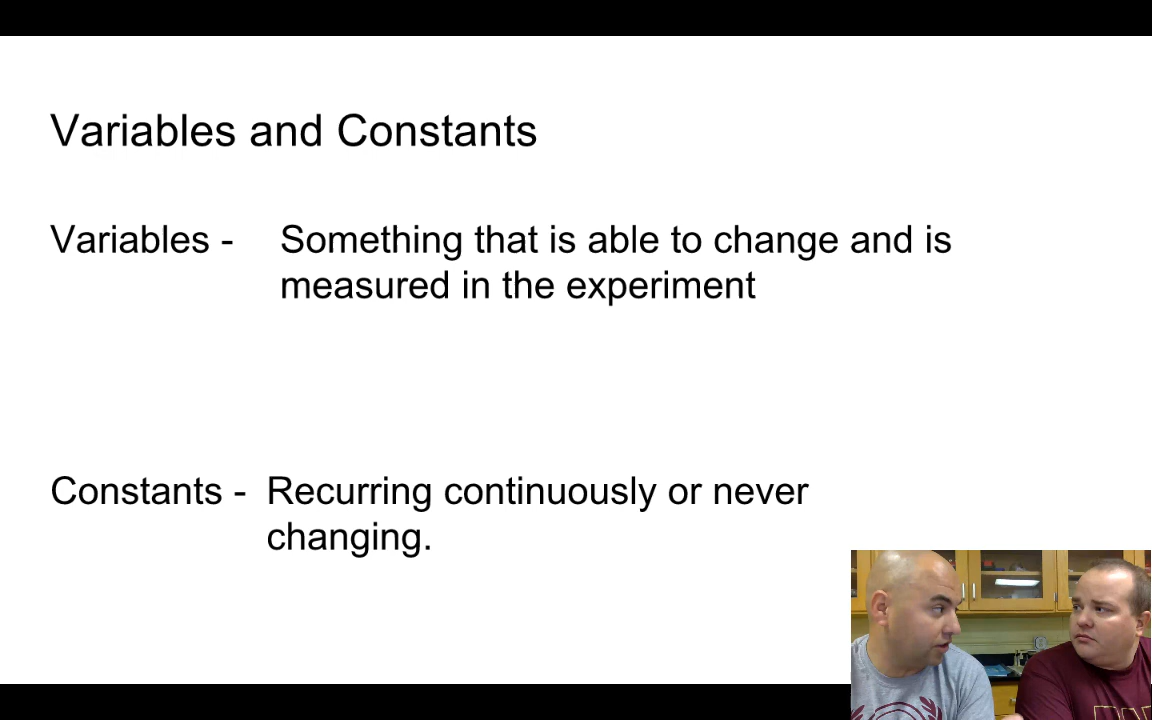 Variables and Constants
Variables - Something that is able to change and is
measured in the experiment
Constants - Recurring continuously or never
changing.